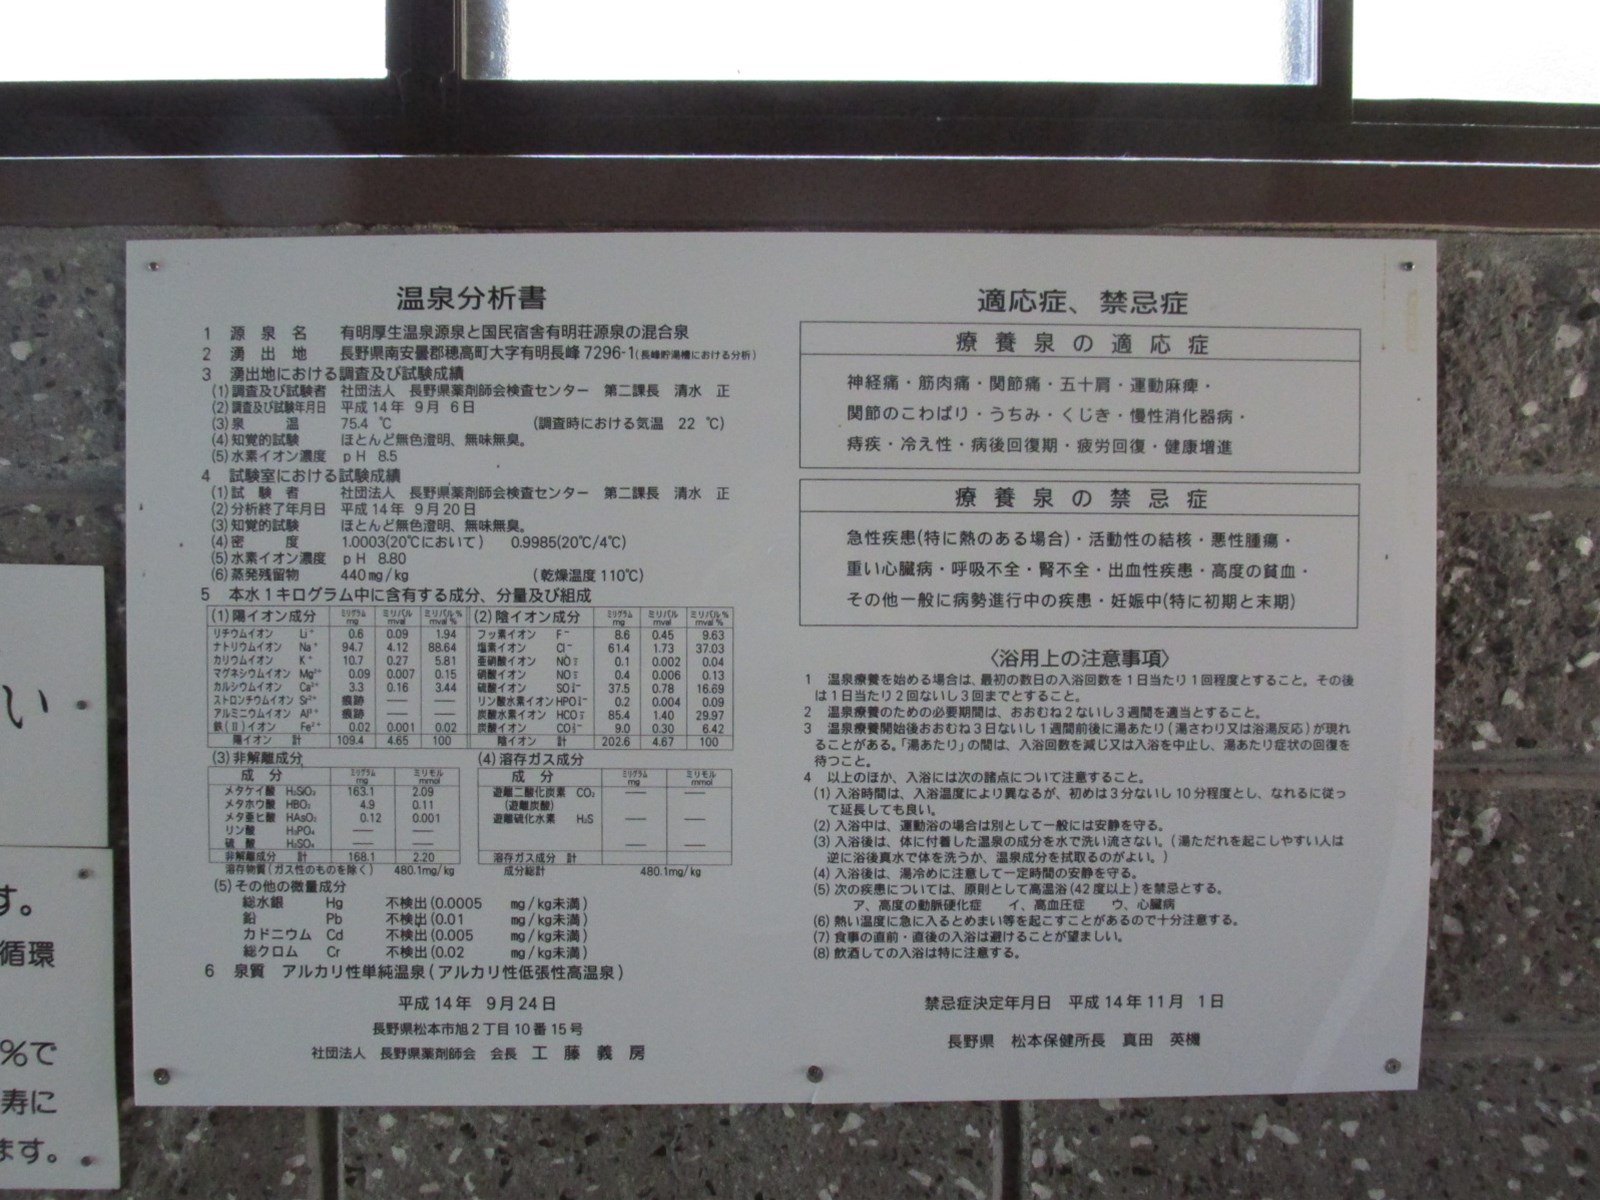 温泉分析書
1 源泉名 有明厚生温泉源泉と国民宿舎有明荘源泉の混合泉
2 湧出地 長野県南安曇郡穂高町大字有明長峰7296-1(長峰貯湯槽における分析)
3 湧出地における調査及び試験成績
(1)調査及び試験者 社団法人 長野県薬剤師会検査センター 第二課長 清水 正
(2)調査及び試験年月日 平成14年 9月 6日
(3)泉温 75.4 ℃ (調査時における気温 22 ℃)
(4)知覚的試験 ほとんど無色澄明、無味無臭。
(5)水素イオン濃度 pH 8.5
4 試験室における試験成績
(1)試験者 社団法人 長野県薬剤師会検査センター 第二課長 清水 正
(2)分析終了年月日 平成14年 9月20日
(3)知覚的試験 ほとんど無色澄明、無味無臭。
(4)密度 1.0003(20℃において) 0.9985(20℃/4℃)
(5)水素イオン濃度 pH 8.80
(6)蒸発残留物 440mg/kg (乾燥温度110℃)
5 本水1キログラム中に含有する成分、分量及び組成
(1)陽イオン成分 ミリグラム mg ミリバル mval ミリバル% mval%
リチウムイオン Li⁺ 0.6 0.09 1.94
ナトリウムイオン Na⁺ 94.7 4.12 88.64
カリウムイオン K⁺ 10.7 0.27 5.81
マグネシウムイオン Mg²⁺ 0.09 0.007 0.15
カルシウムイオン Ca²⁺ 3.3 0.16 3.44
ストロンチウムイオン Sr²⁺ 痕跡 — —
アルミニウムイオン Al³⁺ 痕跡 — —
鉄(Ⅱ)イオン Fe²⁺ 0.02 0.001 0.02
陽イオン 計 109.4 4.65 100
(2)陰イオン成分 ミリグラム mg ミリバル mval ミリバル% mval%
フッ素イオン F⁻ 8.6 0.45 9.63
塩素イオン Cl⁻ 61.4 1.73 37.03
亜硝酸イオン NO₂⁻ 0.1 0.002 0.04
硝酸イオン NO₃⁻ 0.4 0.006 0.13
硫酸イオン SO₄²⁻ 37.5 0.78 16.69
リン酸水素イオン HPO₄²⁻ 0.2 0.004 0.09
炭酸水素イオン HCO₃⁻ 85.4 1.40 29.97
炭酸イオン CO₃²⁻ 9.0 0.30 6.42
陰イオン 計 202.6 4.67 100
(3)非解離成分
成分 ミリグラム mg ミリモル mmol
メタケイ酸 H₂SiO₃ 163.1 2.09
メタホウ酸 HBO₂ 4.9 0.11
メタ亜ヒ酸 HAsO₂ 0.12 0.001
リン酸 H₃PO₄ — —
硫酸 H₂SO₄ — —
非解離成分 計 168.1 2.20
溶存物質(ガス性のものを除く) 480.1mg/kg
(4)溶存ガス成分
成分 ミリグラム mg ミリモル mmol
遊離二酸化炭素 CO₂ — —
(遊離炭酸)
遊離硫化水素 H₂S — —
— —
溶存ガス成分 計
成分総計 480.1mg/kg
(5)その他の微量成分
総水銀 Hg 不検出(0.0005 mg/kg未満)
鉛 Pb 不検出(0.01 mg/kg未満)
カドニウム Cd 不検出(0.005 mg/kg未満)
総クロム Cr 不検出(0.02 mg/kg未満)
6 泉質 アルカリ性単純温泉(アルカリ性低張性高温泉)
平成14年 9月24日
長野県松本市旭2丁目10番15号
社団法人 長野県薬剤師会 会長 工藤義房
適応症、禁忌症
療養泉の適応症
神経痛・筋肉痛・関節痛・五十肩・運動麻痺・
関節のこわばり・うちみ・くじき・慢性消化器病・
痔疾・冷え性・病後回復期・疲労回復・健康増進
療養泉の禁忌症
急性疾患(特に熱のある場合)・活動性の結核・悪性腫瘍・
重い心臓病・呼吸不全・腎不全・出血性疾患・高度の貧血・
その他一般に病勢進行中の疾患・妊娠中(特に初期と末期)
〈浴用上の注意事項〉
1 温泉療養を始める場合は、最初の数日の入浴回数を1日当たり1回程度とすること。その後
は1日当たり2回ないし3回までとすること。
2 温泉療養のための必要期間は、おおむね2ないし3週間を適当とすること。
3 温泉療養開始後おおむね3日ないし1週間前後に湯あたり(湯さわり又は浴湯反応)が現れ
ることがある。「湯あたり」の間は、入浴回数を減じ又は入浴を中止し、湯あたり症状の回復を
待つこと。
4 以上のほか、入浴には次の諸点について注意すること。
(1)入浴時間は、入浴温度により異なるが、初めは3分ないし10分程度とし、なれるに従っ
て延長しても良い。
(2)入浴中は、運動浴の場合は別として一般には安静を守る。
(3)入浴後は、体に付着した温泉の成分を水で洗い流さない。(湯ただれを起こしやすい人は
逆に浴後真水で体を洗うか、温泉成分を拭取るのがよい。)
(4)入浴後は、湯冷めに注意して一定時間の安静を守る。
(5)次の疾患については、原則として高温浴(42度以上)を禁忌とする。
ア、高度の動脈硬化症 イ、高血圧症 ウ、心臓病
(6)熱い温度に急に入るとめまい等を起こすことがあるので十分注意する。
(7)食事の直前・直後の入浴は避けることが望ましい。
(8)飲酒しての入浴は特に注意する。
禁忌症決定年月日 平成14年11月 1日
長野県 松本保健所長 真田 英機
い
す。
循環
%で
寿に
ます。